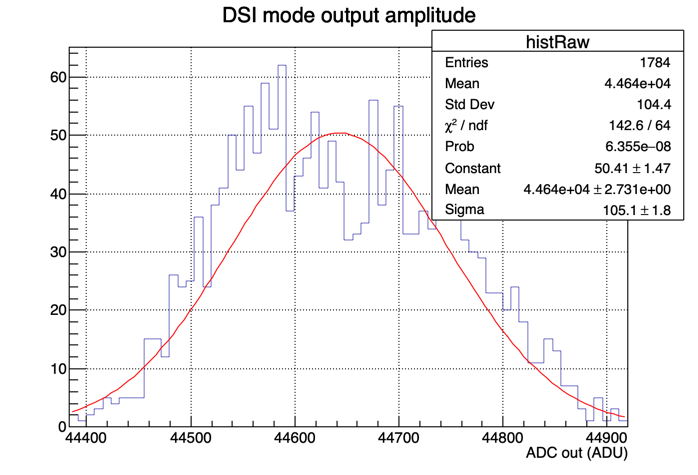 DSI mode output amplitude
histRaw
Entries 1784
Mean 4.464e+04
Std Dev 104.4
χ² / ndf 142.6 / 64
Prob 6.355e−08
Constant 50.41 ± 1.47
Mean 4.464e+04 ± 2.731e+00
Sigma 105.1 ± 1.8
60
50
40
30
20
10
0
44400 44500 44600 44700 44800 44900
ADC out (ADU)